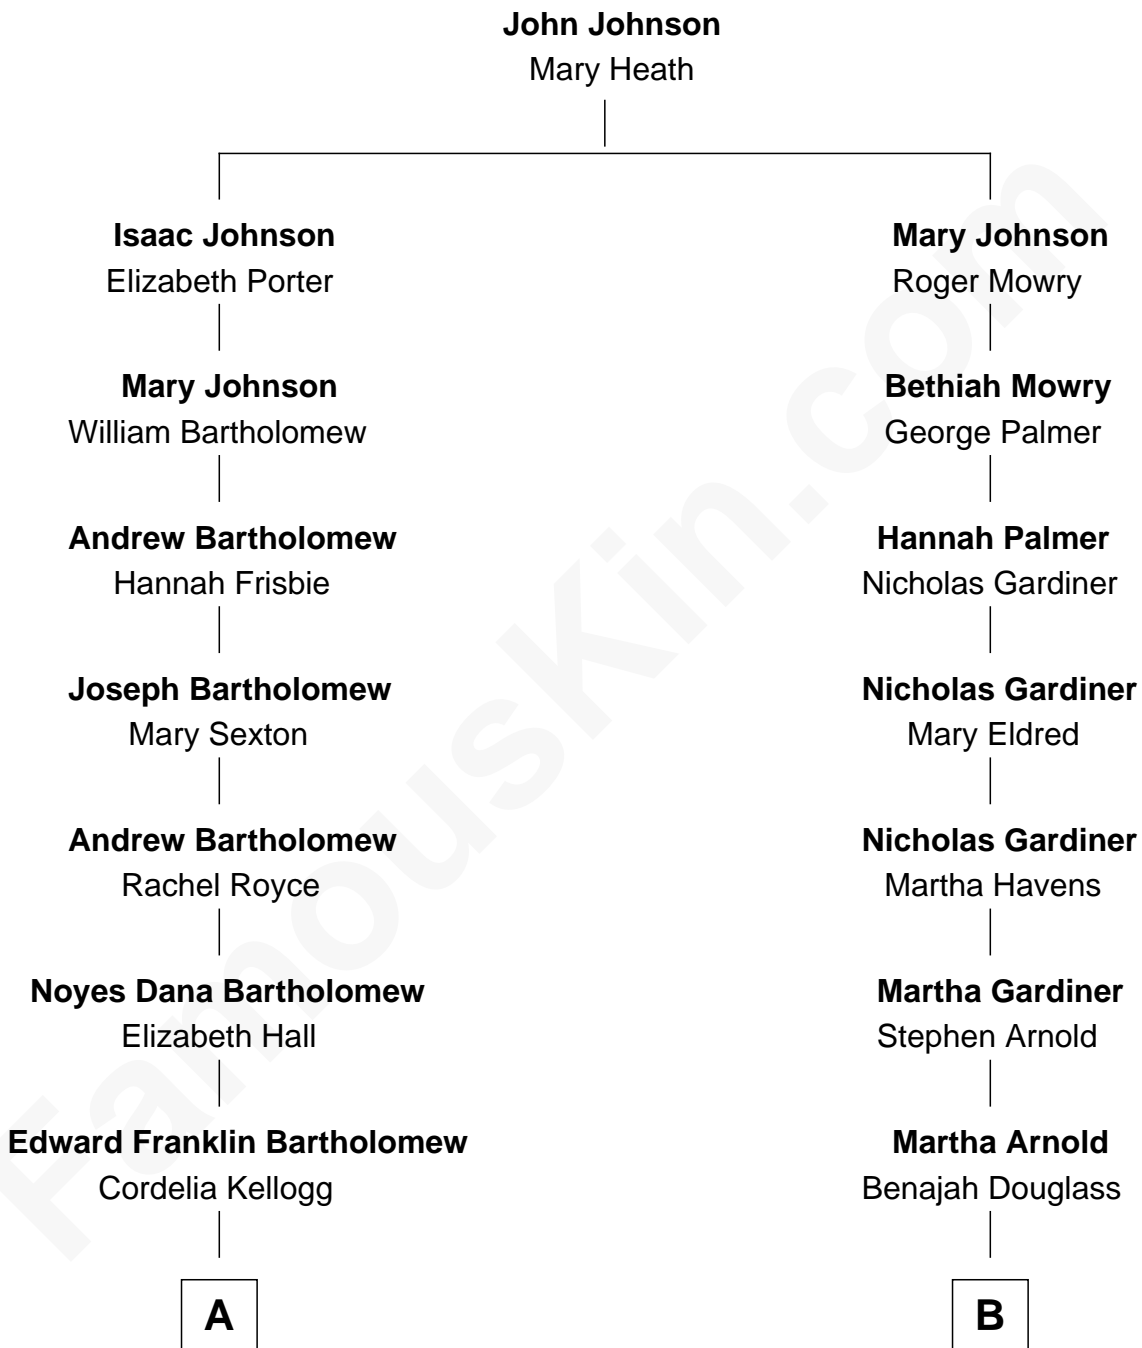 John Johnson
Mary Heath
Isaac Johnson
Elizabeth Porter
Mary Johnson
Roger Mowry
Mary Johnson
William Bartholomew
Bethiah Mowry
George Palmer
Andrew Bartholomew
Hannah Frisbie
Hannah Palmer
Nicholas Gardiner
Joseph Bartholomew
Mary Sexton
Nicholas Gardiner
Mary Eldred
Andrew Bartholomew
Rachel Royce
Nicholas Gardiner
Martha Havens
Noyes Dana Bartholomew
Elizabeth Hall
Martha Gardiner
Stephen Arnold
Edward Franklin Bartholomew
Cordelia Kellogg
Martha Arnold
Benajah Douglass
A
B
FamousKin.com